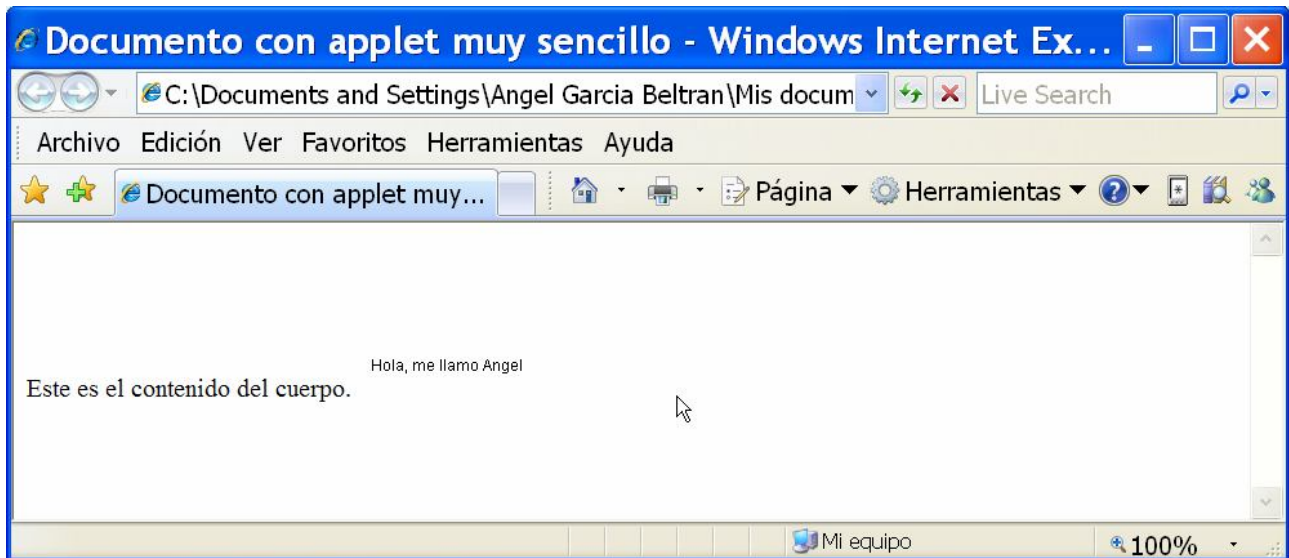 Documento con applet muy sencillo - Windows Internet Ex...
C:\Documents and Settings\Angel Garcia Beltran\Mis docum
Live Search
Archivo Edición Ver Favoritos Herramientas Ayuda
Documento con applet muy...
Página
Herramientas
Hola, me llamo Angel
Este es el contenido del cuerpo.
Mi equipo
100%